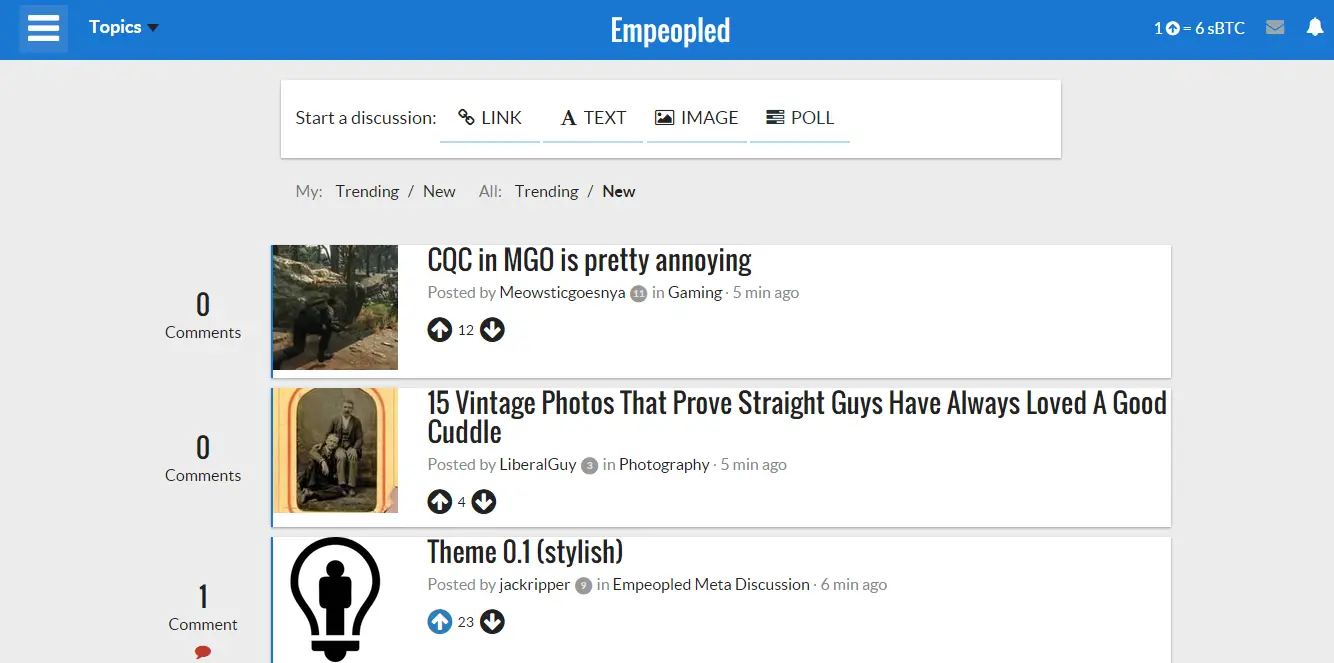 Topics
Empeopled
1 = 6 sBTC
Start a discussion: LINK TEXT IMAGE POLL
My: Trending / New All: Trending / New
CQC in MGO is pretty annoying
Posted by Meowsticgoesnya 11 in Gaming · 5 min ago
0
Comments
12
15 Vintage Photos That Prove Straight Guys Have Always Loved A Good
Cuddle
Posted by LiberalGuy 3 in Photography · 5 min ago
0
Comments
4
Theme 0.1 (stylish)
Posted by jackripper 9 in Empeopled Meta Discussion · 6 min ago
1
Comment
23